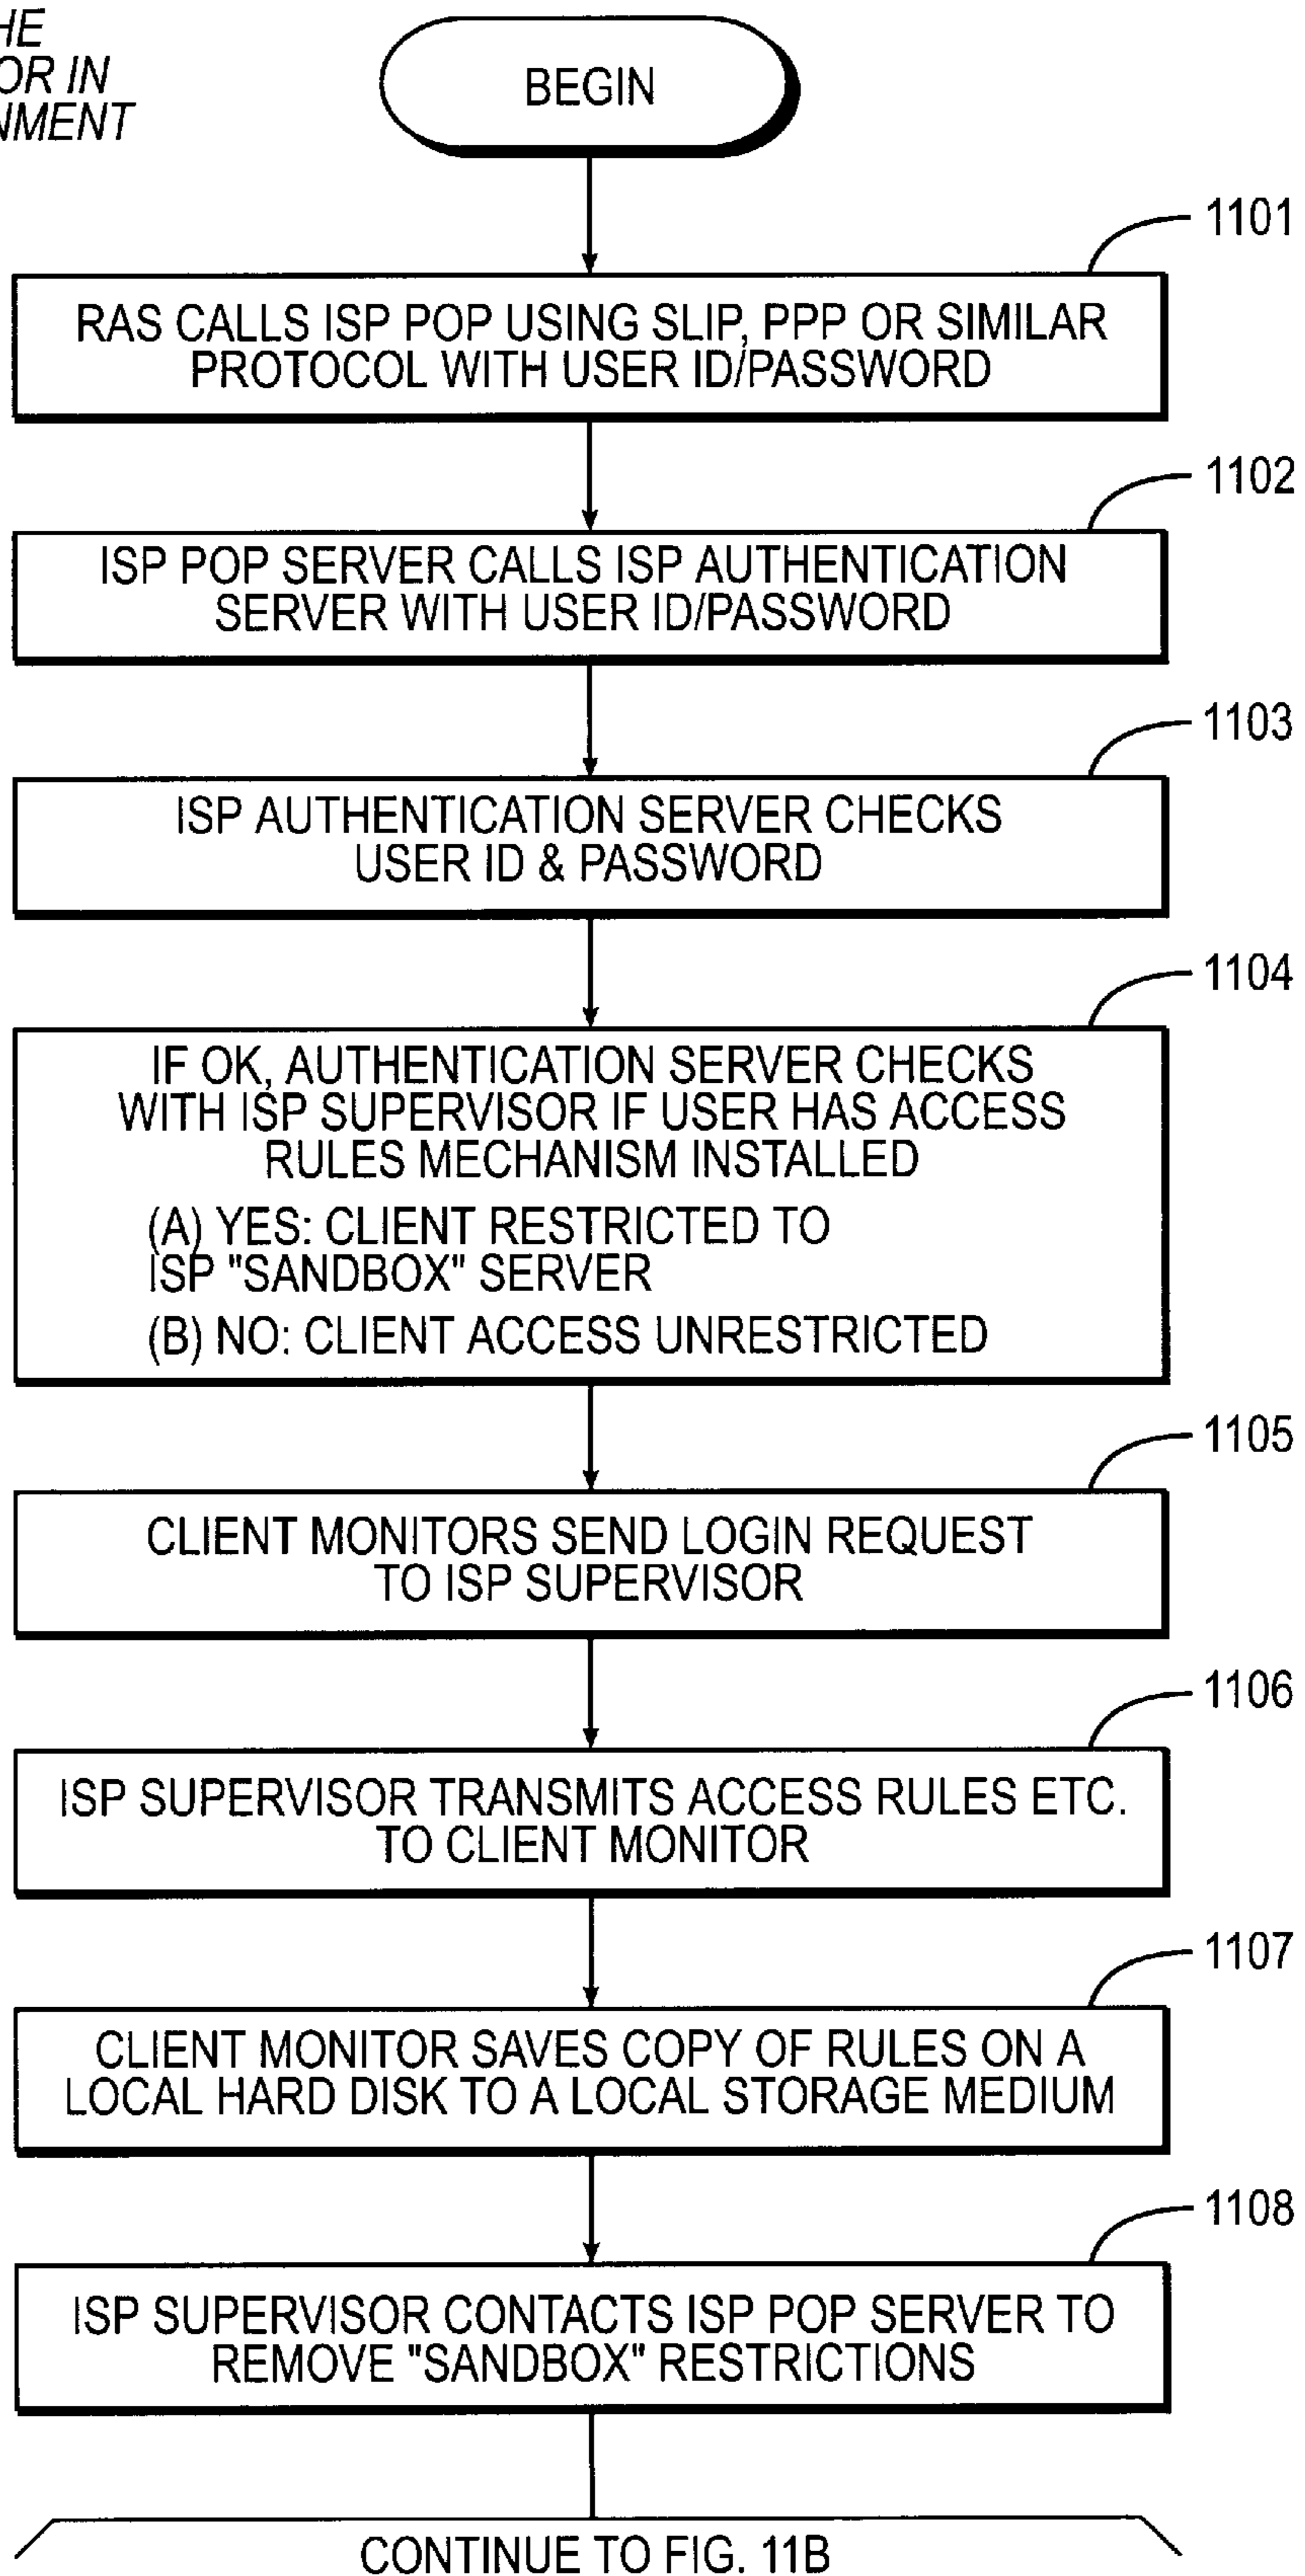 HE
OR IN
NMENT
BEGIN
1101
RAS CALLS ISP POP USING SLIP, PPP OR SIMILAR
PROTOCOL WITH USER ID/PASSWORD
1102
ISP POP SERVER CALLS ISP AUTHENTICATION
SERVER WITH USER ID/PASSWORD
1103
ISP AUTHENTICATION SERVER CHECKS
USER ID & PASSWORD
1104
IF OK, AUTHENTICATION SERVER CHECKS
WITH ISP SUPERVISOR IF USER HAS ACCESS
RULES MECHANISM INSTALLED
(A) YES: CLIENT RESTRICTED TO
ISP "SANDBOX" SERVER
(B) NO: CLIENT ACCESS UNRESTRICTED
1105
CLIENT MONITORS SEND LOGIN REQUEST
TO ISP SUPERVISOR
1106
ISP SUPERVISOR TRANSMITS ACCESS RULES ETC.
TO CLIENT MONITOR
1107
CLIENT MONITOR SAVES COPY OF RULES ON A
LOCAL HARD DISK TO A LOCAL STORAGE MEDIUM
1108
ISP SUPERVISOR CONTACTS ISP POP SERVER TO
REMOVE "SANDBOX" RESTRICTIONS
CONTINUE TO FIG. 11B